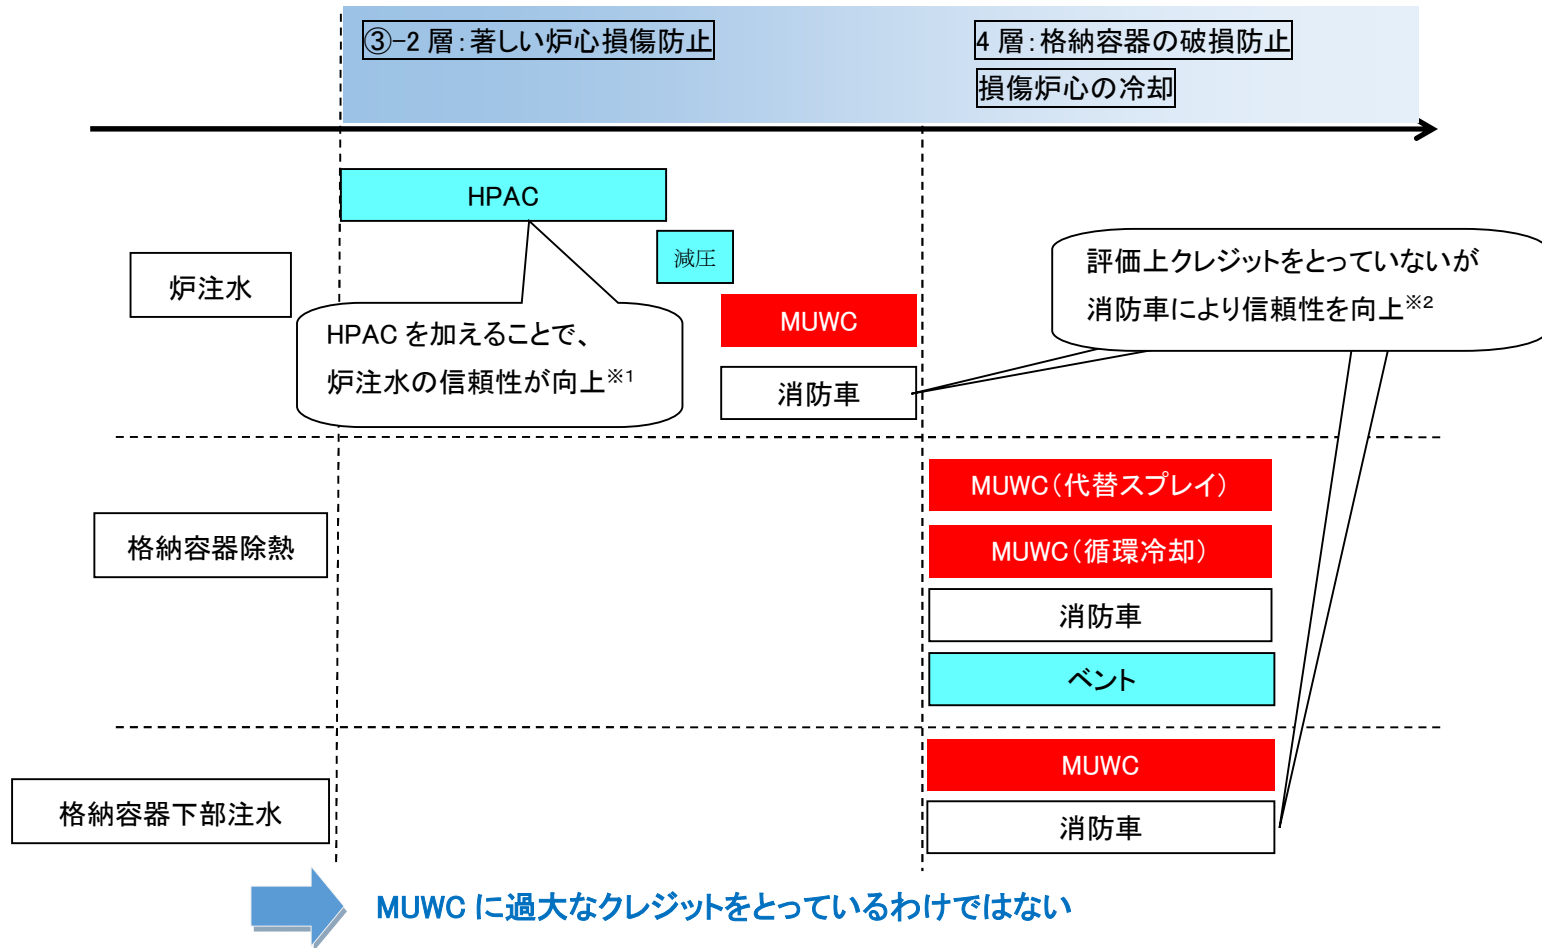 ③-2 層：著しい炉心損傷防止
4 層：格納容器の破損防止
損傷炉心の冷却
HPAC
減圧
炉注水
MUWC
消防車
HPAC を加えることで、
炉注水の信頼性が向上※1
評価上クレジットをとっていないが
消防車により信頼性を向上※2
格納容器除熱
MUWC（代替スプレイ）
MUWC（循環冷却）
消防車
ベント
格納容器下部注水
MUWC
消防車
MUWC に過大なクレジットをとっているわけではない